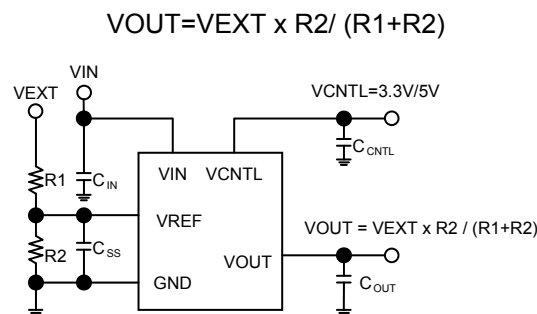 VOUT=VEXT x R2/ (R1+R2)
VIN
VEXT
VCNTL=3.3V/5V
CCNTL
R1
CIN
VIN VCNTL
VREF
VOUT = VEXT x R2 / (R1+R2)
R2
CSS
VOUT
GND
COUT